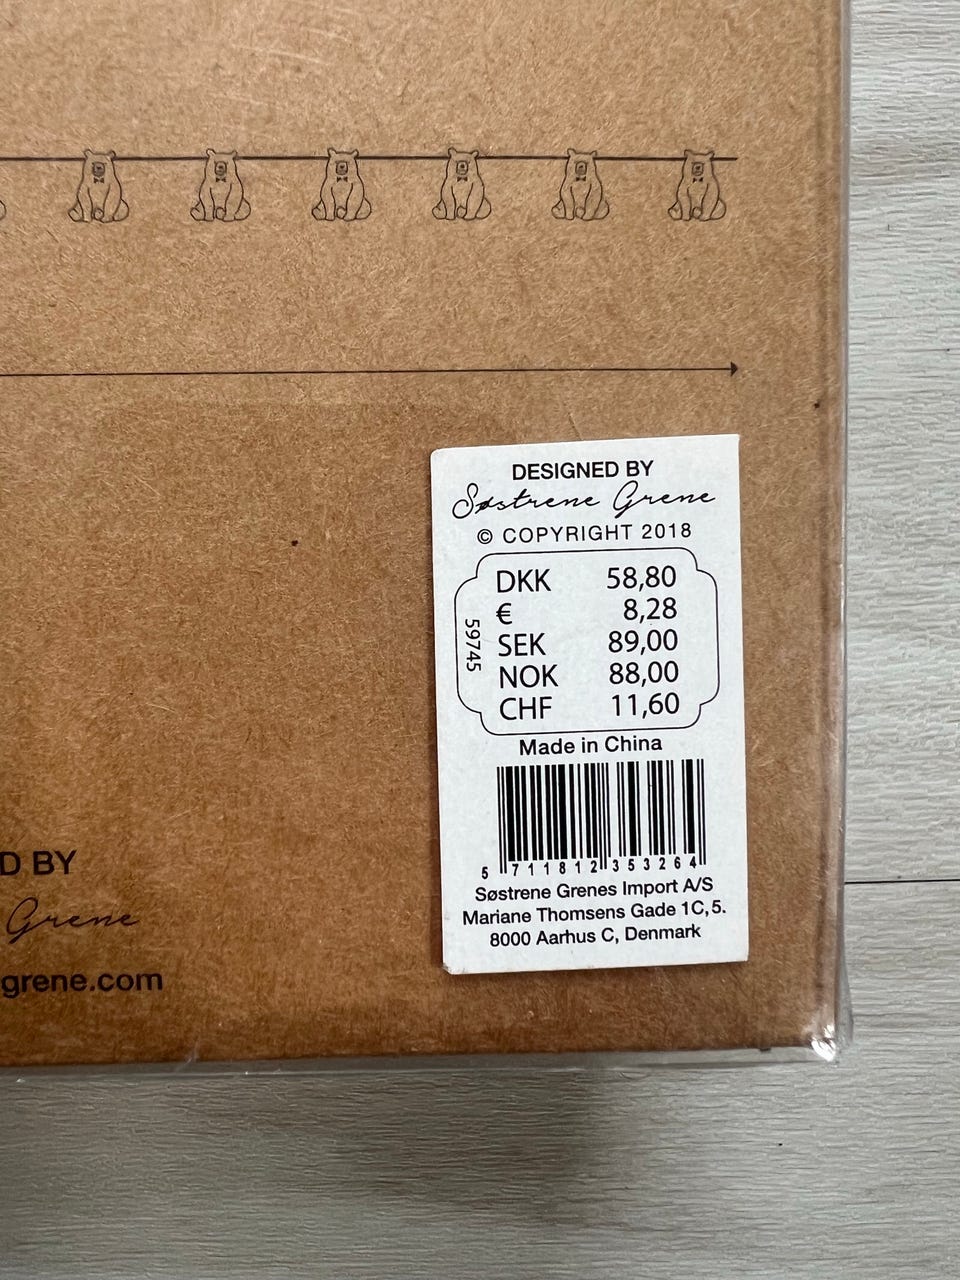 DESIGNED BY
Søstrene Grene
© COPYRIGHT 2018
DKK 58,80
€ 8,28
SEK 89,00
NOK 88,00
CHF 11,60
59745
Made in China
5 711812 353264
Søstrene Grenes Import A/S
Mariane Thomsens Gade 1C, 5.
8000 Aarhus C, Denmark
D BY
Grene
grene.com